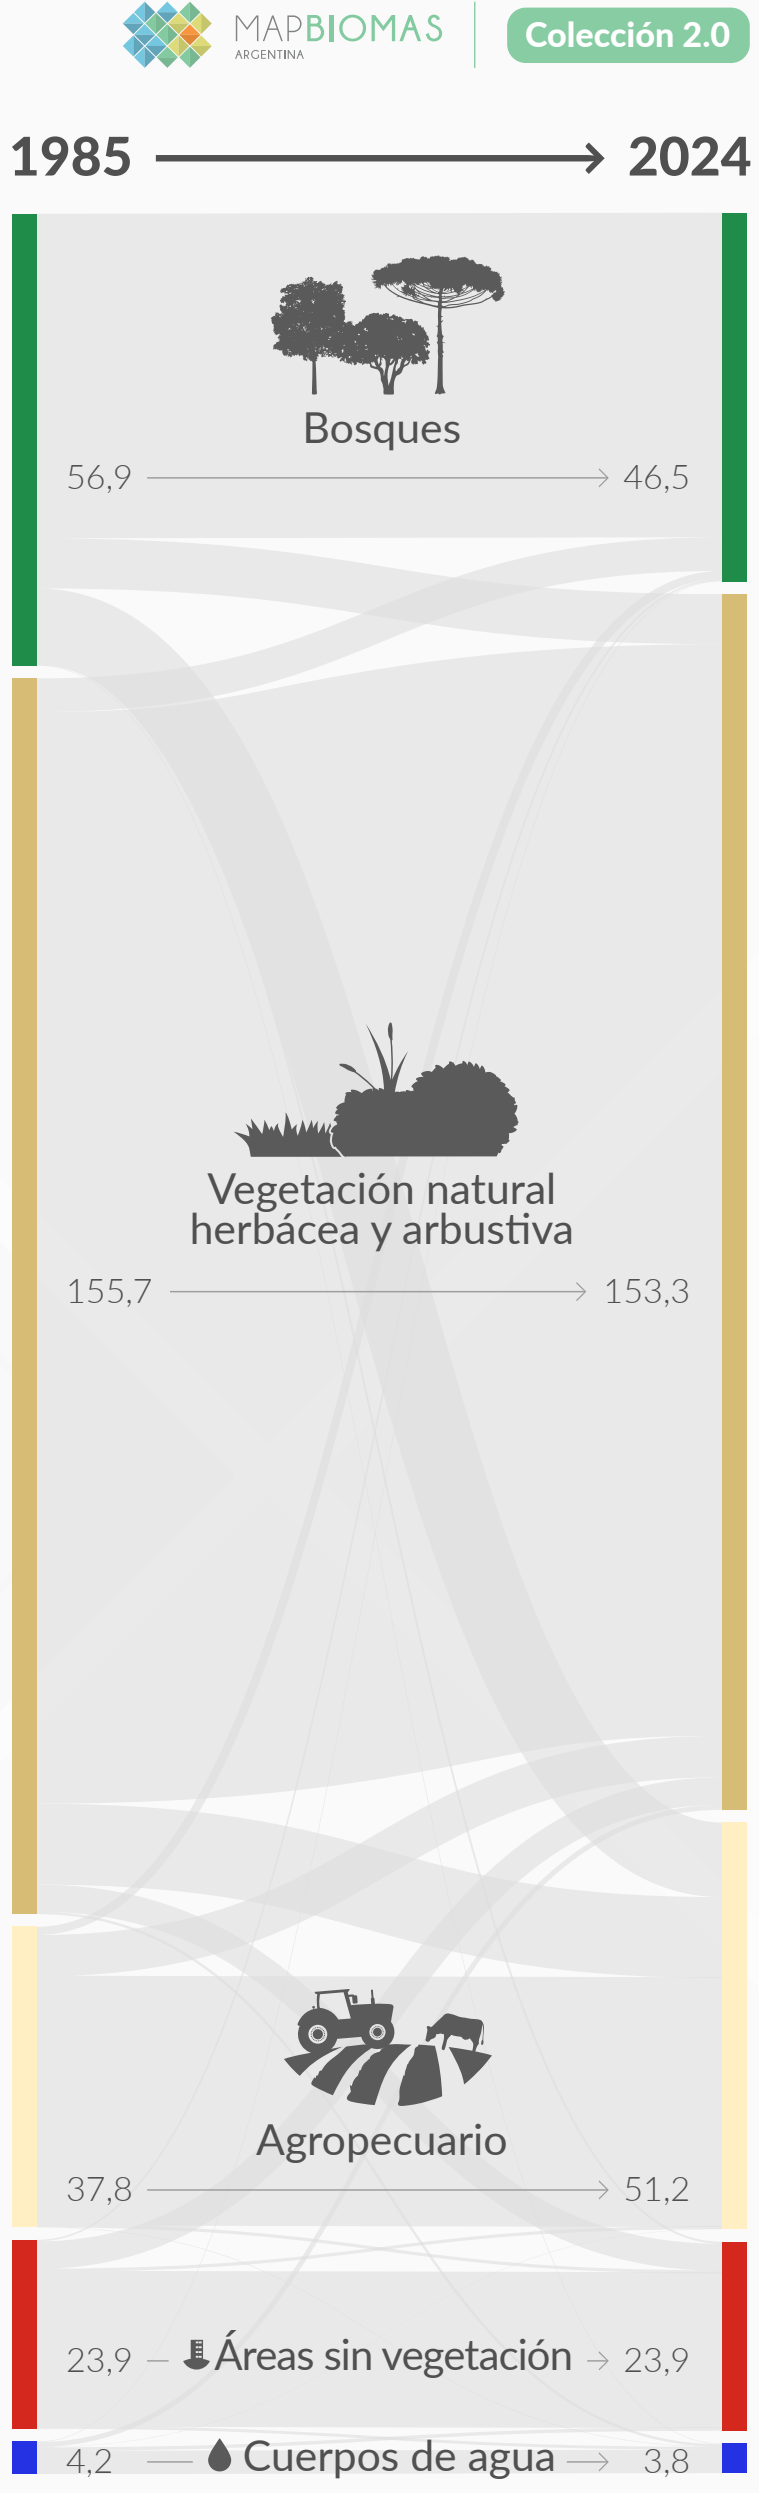 MAPBIOMAS
ARGENTINA
Colección 2.0
1985 2024
Bosques
56,9 46,5
Vegetación natural
herbácea y arbustiva
155,7 153,3
Agropecuario
37,8 51,2
23,9 Áreas sin vegetación 23,9
4,2 Cuerpos de agua 3,8